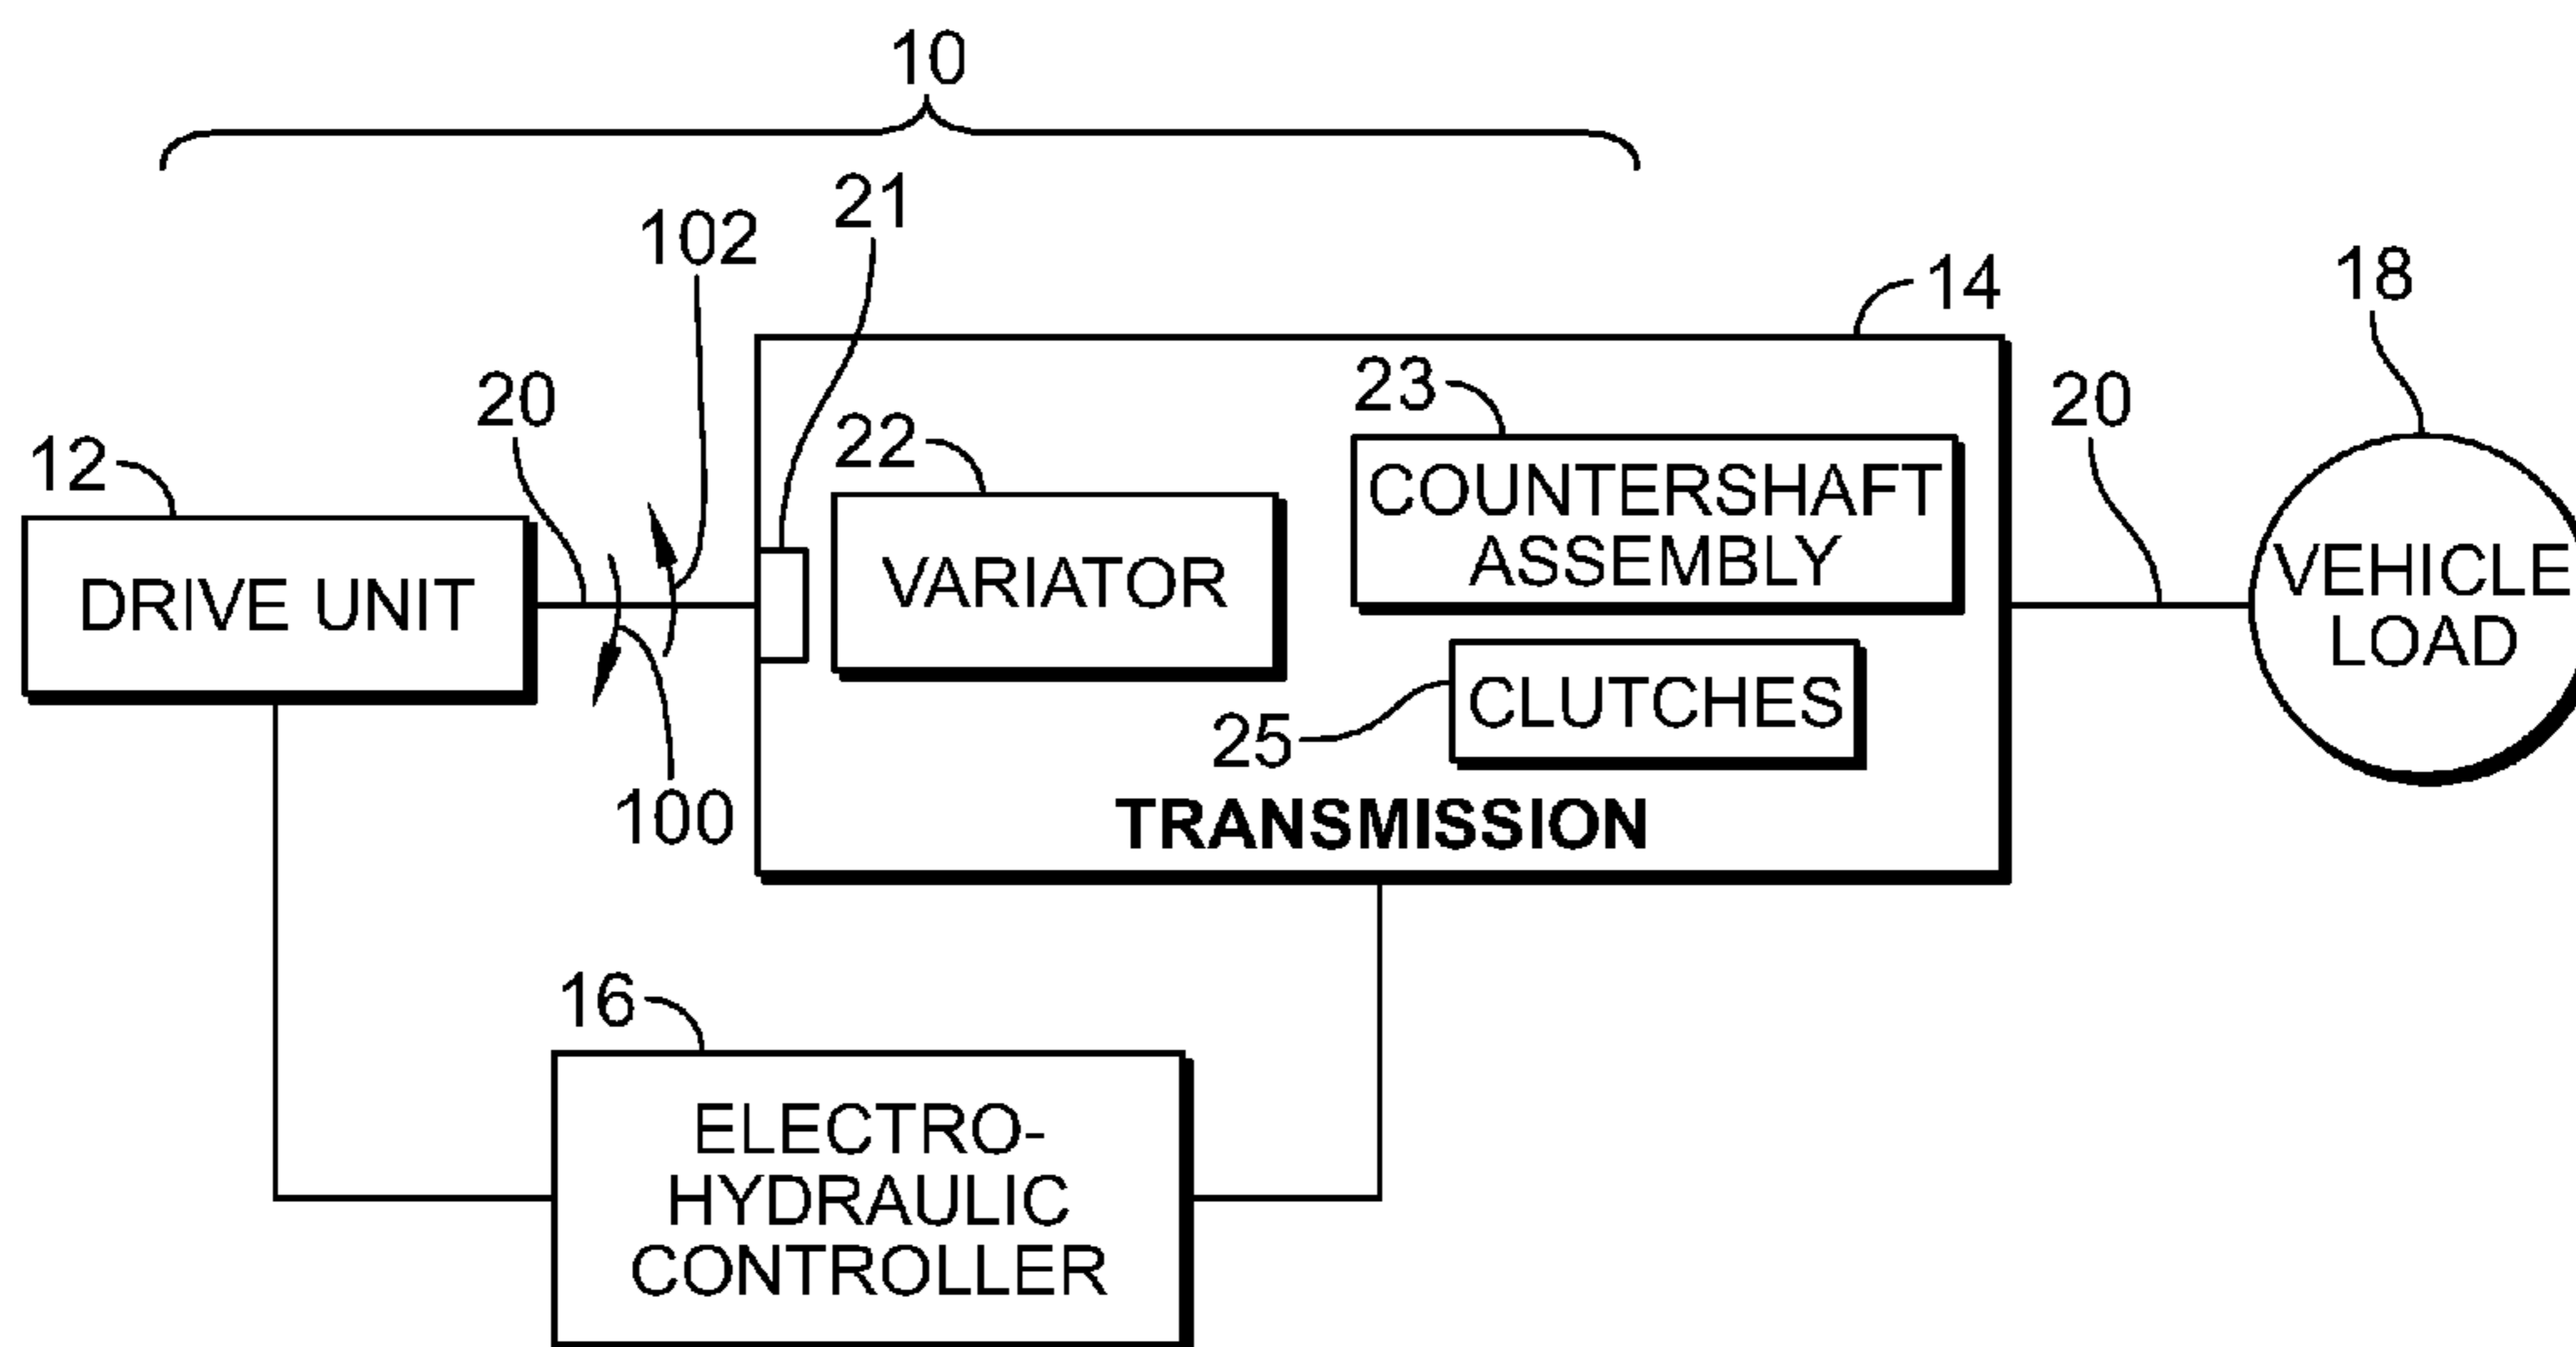 10
21
102
14
18
20
23
20
22
12
COUNTERSHAFT
ASSEMBLY
VARIATOR
DRIVE UNIT
VEHICLE
LOAD
25
CLUTCHES
100
TRANSMISSION
16
ELECTRO-
HYDRAULIC
CONTROLLER